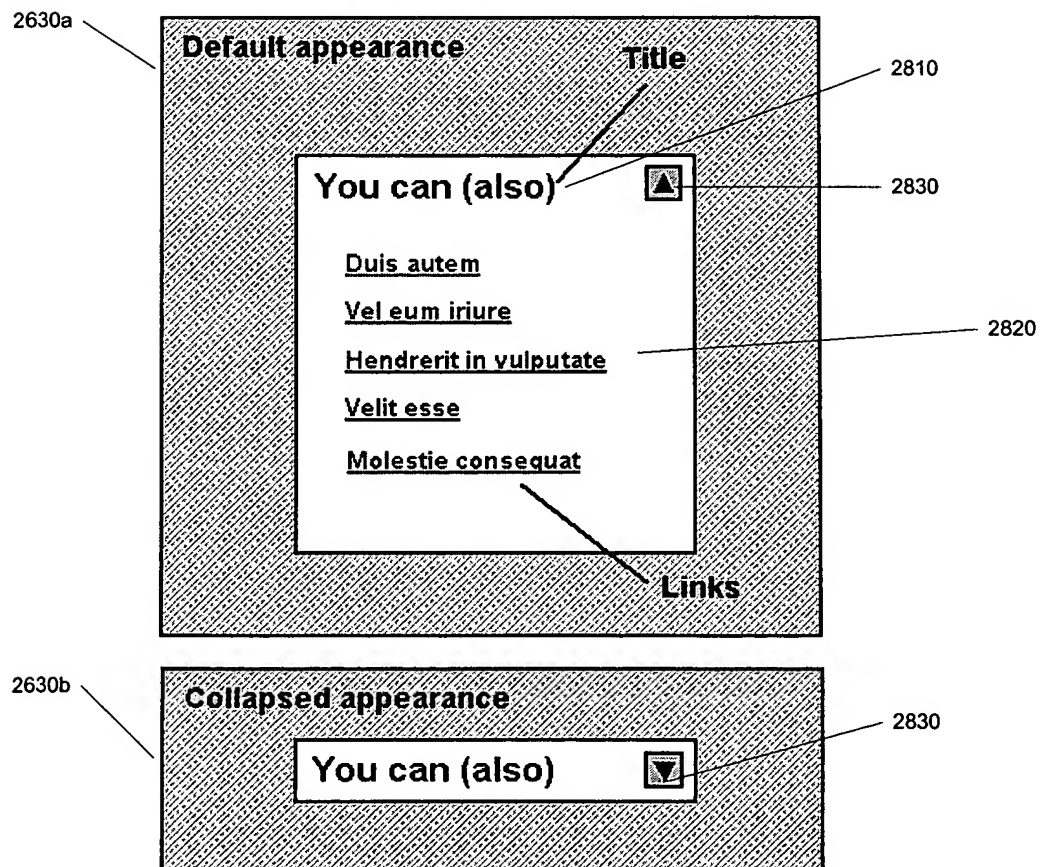 2630a
Default appearance
Title
2810
You can (also)
2830
Duis autem
Vel eum iriure
2820
Hendrerit in vulputate
Velit esse
Molestie consequat
Links
2630b
Collapsed appearance
2830
You can (also)